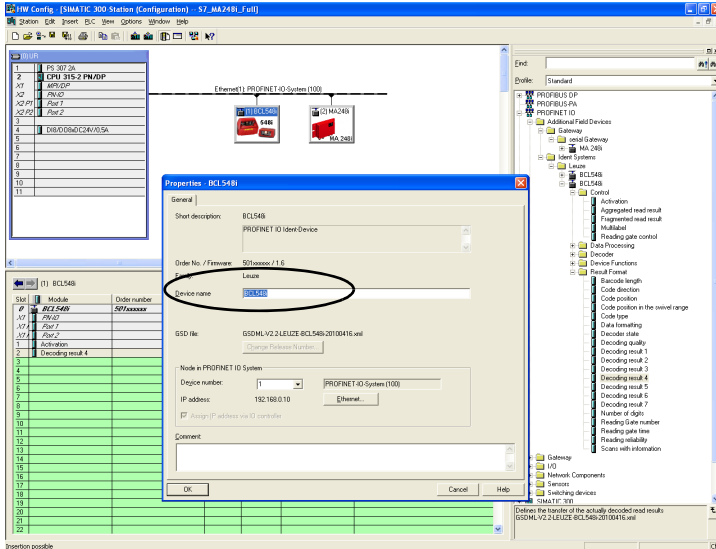 HW Config - [SIMATIC 300-Station (Configuration) -- S7_MA248i_Full]
Station Edit Insert PLC View Options Window Help
(0) UR
1 PS 307 2A
2 CPU 315-2 PN/DP
X1 MPI/DP
X2 PN-IO
X2 P1 Port 1
X2 P2 Port 2
3
4 DI8/DO8xDC24V/0,5A
5
6
7
8
9
10
11
Ethernet(1): PROFINET-IO-System (100)
(1) BCL548i
548i
(2) MA248i
MA 248i
Find:
Profile: Standard
PROFIBUS-DP
PROFIBUS-PA
PROFINET IO
Additional Field Devices
Gateway
serial Gateway
MA 248i
Ident Systems
Leuze
BCL548i
BCL548i
Control
Activation
Aggregated read result
Fragmented read result
Multilabel
Reading gate control
Data Processing
Decoder
Device Functions
Result Format
Barcode length
Code direction
Code position
Code position in the swivel range
Code type
Data formatting
Decoder state
Decoding quality
Decoding result 1
Decoding result 2
Decoding result 3
Decoding result 4
Decoding result 5
Decoding result 6
Decoding result 7
Number of digits
Reading Gate number
Reading gate time
Reading reliability
Scans with information
Gateway
I/O
Network Components
Sensors
Switching devices
SIMATIC 300
Defines the transfer of the actually decoded read results
GSDML-V2.2-LEUZE-BCL548i-20100416.xml
Properties - BCL548i
General
Short description: BCL548i
PROFINET IO Ident-Device
Order No. / Firmware: 501xxxxx / 1.6
Family: Leuze
Device name: BCL548i
GSD file: GSDML-V2.2-LEUZE-BCL548i-20100416.xml
Change Release Number...
Node in PROFINET IO System
Device number: 1 PROFINET-IO-System (100)
IP address: 192.168.0.10 Ethernet...
Assign IP address via IO controller
Comment:
OK Cancel Help
(1) BCL548i
Slot Module Order number
0 BCL548i 501xxxxx
X1 PN-IO
X1 Port 1
X1 Port 2
1 Activation
2 Decoding result 4
3
4
5
6
7
8
9
10
11
12
13
14
15
16
17
18
19
20
21
22
Insertion possible